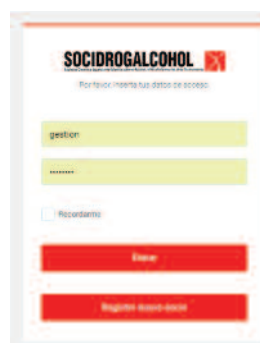 SOCIDROGALCOHOL
Por favor, inserta tus datos de acceso
gestion
••••••••
Recordarme
Entrar
Registro nuevo socio